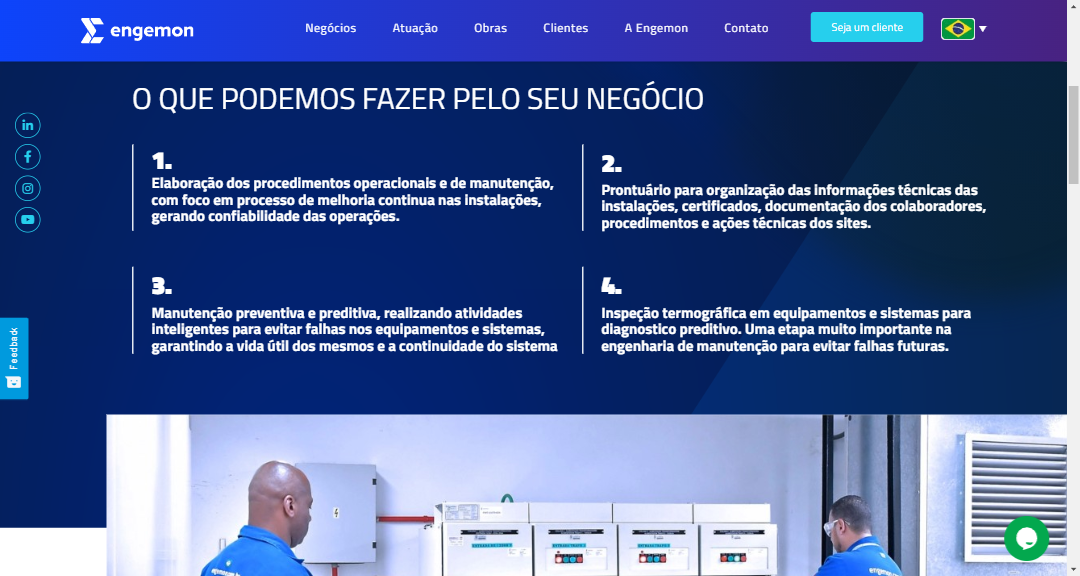 engemon
Negócios
Atuação
Obras
Clientes
A Engemon
Contato
Seja um cliente
O QUE PODEMOS FAZER PELO SEU NEGÓCIO
1.
Elaboração dos procedimentos operacionais e de manutenção,
com foco em processo de melhoria continua nas instalações,
gerando confiabilidade das operações.
2.
Prontuário para organização das informações técnicas das
instalações, certificados, documentação dos colaboradores,
procedimentos e ações técnicas dos sites.
3.
Manutenção preventiva e preditiva, realizando atividades
inteligentes para evitar falhas nos equipamentos e sistemas,
garantindo a vida útil dos mesmos e a continuidade do sistema
4.
Inspeção termográfica em equipamentos e sistemas para
diagnostico preditivo. Uma etapa muito importante na
engenharia de manutenção para evitar falhas futuras.
Feedback